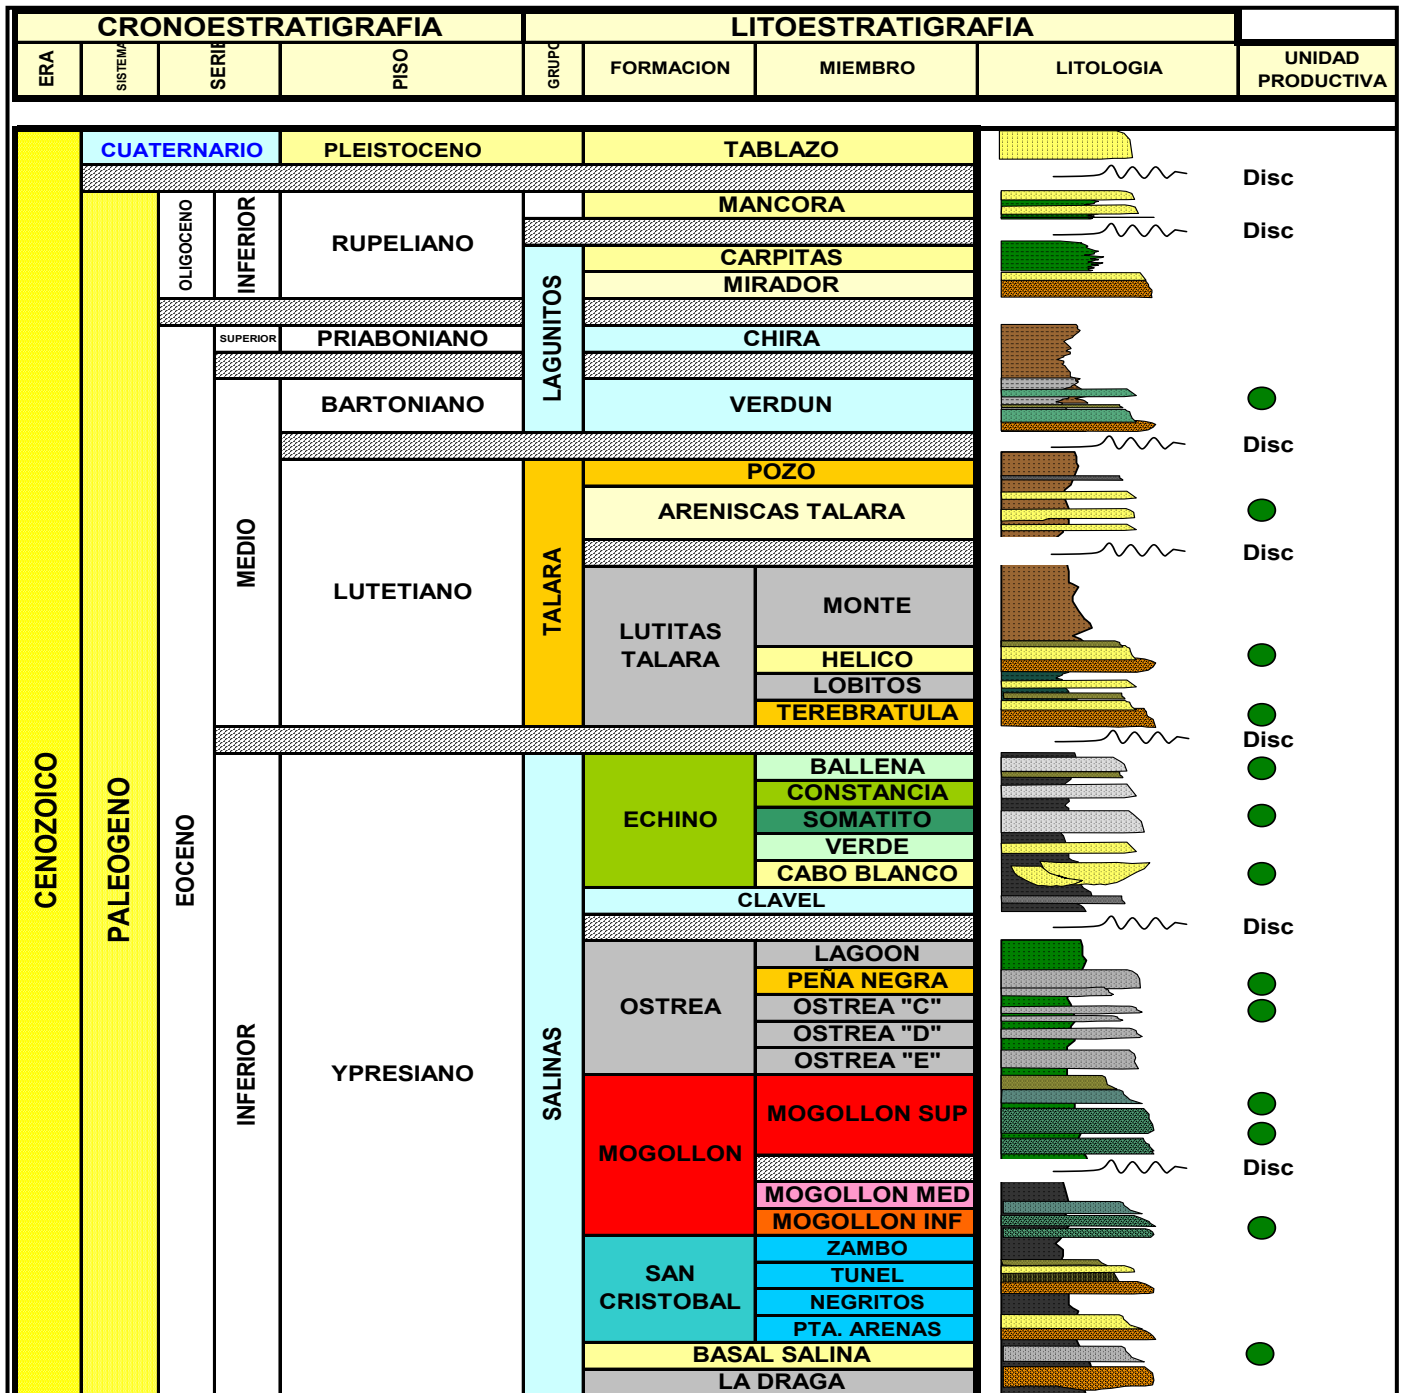 CRONOESTRATIGRAFIA
LITOESTRATIGRAFIA
ERA
SISTEMA
SERIE
PISO
GRUPO
FORMACION
MIEMBRO
LITOLOGIA
UNIDAD
PRODUCTIVA
CUATERNARIO
PLEISTOCENO
TABLAZO
Disc
MANCORA
Disc
OLIGOCENO
INFERIOR
RUPELIANO
CARPITAS
MIRADOR
LAGUNITOS
SUPERIOR
PRIABONIANO
CHIRA
BARTONIANO
VERDUN
Disc
POZO
ARENISCAS TALARA
Disc
MEDIO
LUTETIANO
TALARA
LUTITAS
TALARA
MONTE
HELICO
LOBITOS
TEREBRATULA
Disc
CENOZOICO
PALEOGENO
EOCENO
ECHINO
BALLENA
CONSTANCIA
SOMATITO
VERDE
CABO BLANCO
CLAVEL
Disc
INFERIOR
YPRESIANO
SALINAS
OSTREA
LAGOON
PEÑA NEGRA
OSTREA "C"
OSTREA "D"
OSTREA "E"
MOGOLLON
MOGOLLON SUP
Disc
MOGOLLON MED
MOGOLLON INF
SAN
CRISTOBAL
ZAMBO
TUNEL
NEGRITOS
PTA. ARENAS
BASAL SALINA
LA DRAGA